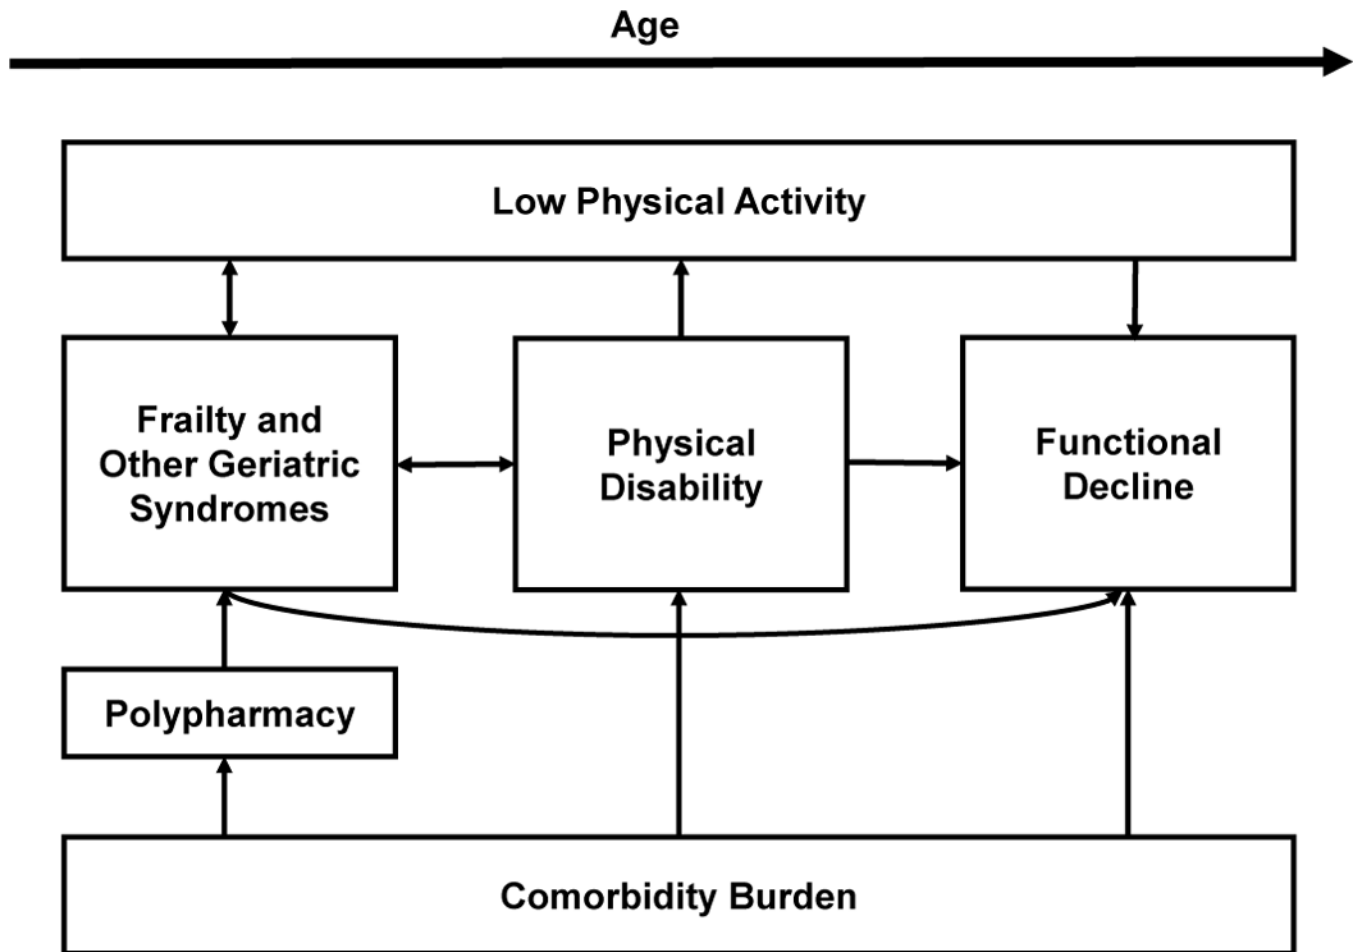 Age
Low Physical Activity
Frailty and
Other Geriatric
Syndromes
Physical
Disability
Functional
Decline
Polypharmacy
Comorbidity Burden